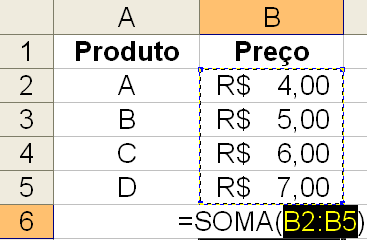 A B
1 Produto Preço
2 A R$ 4,00
3 B R$ 5,00
4 C R$ 6,00
5 D R$ 7,00
6 =SOMA(B2:B5)